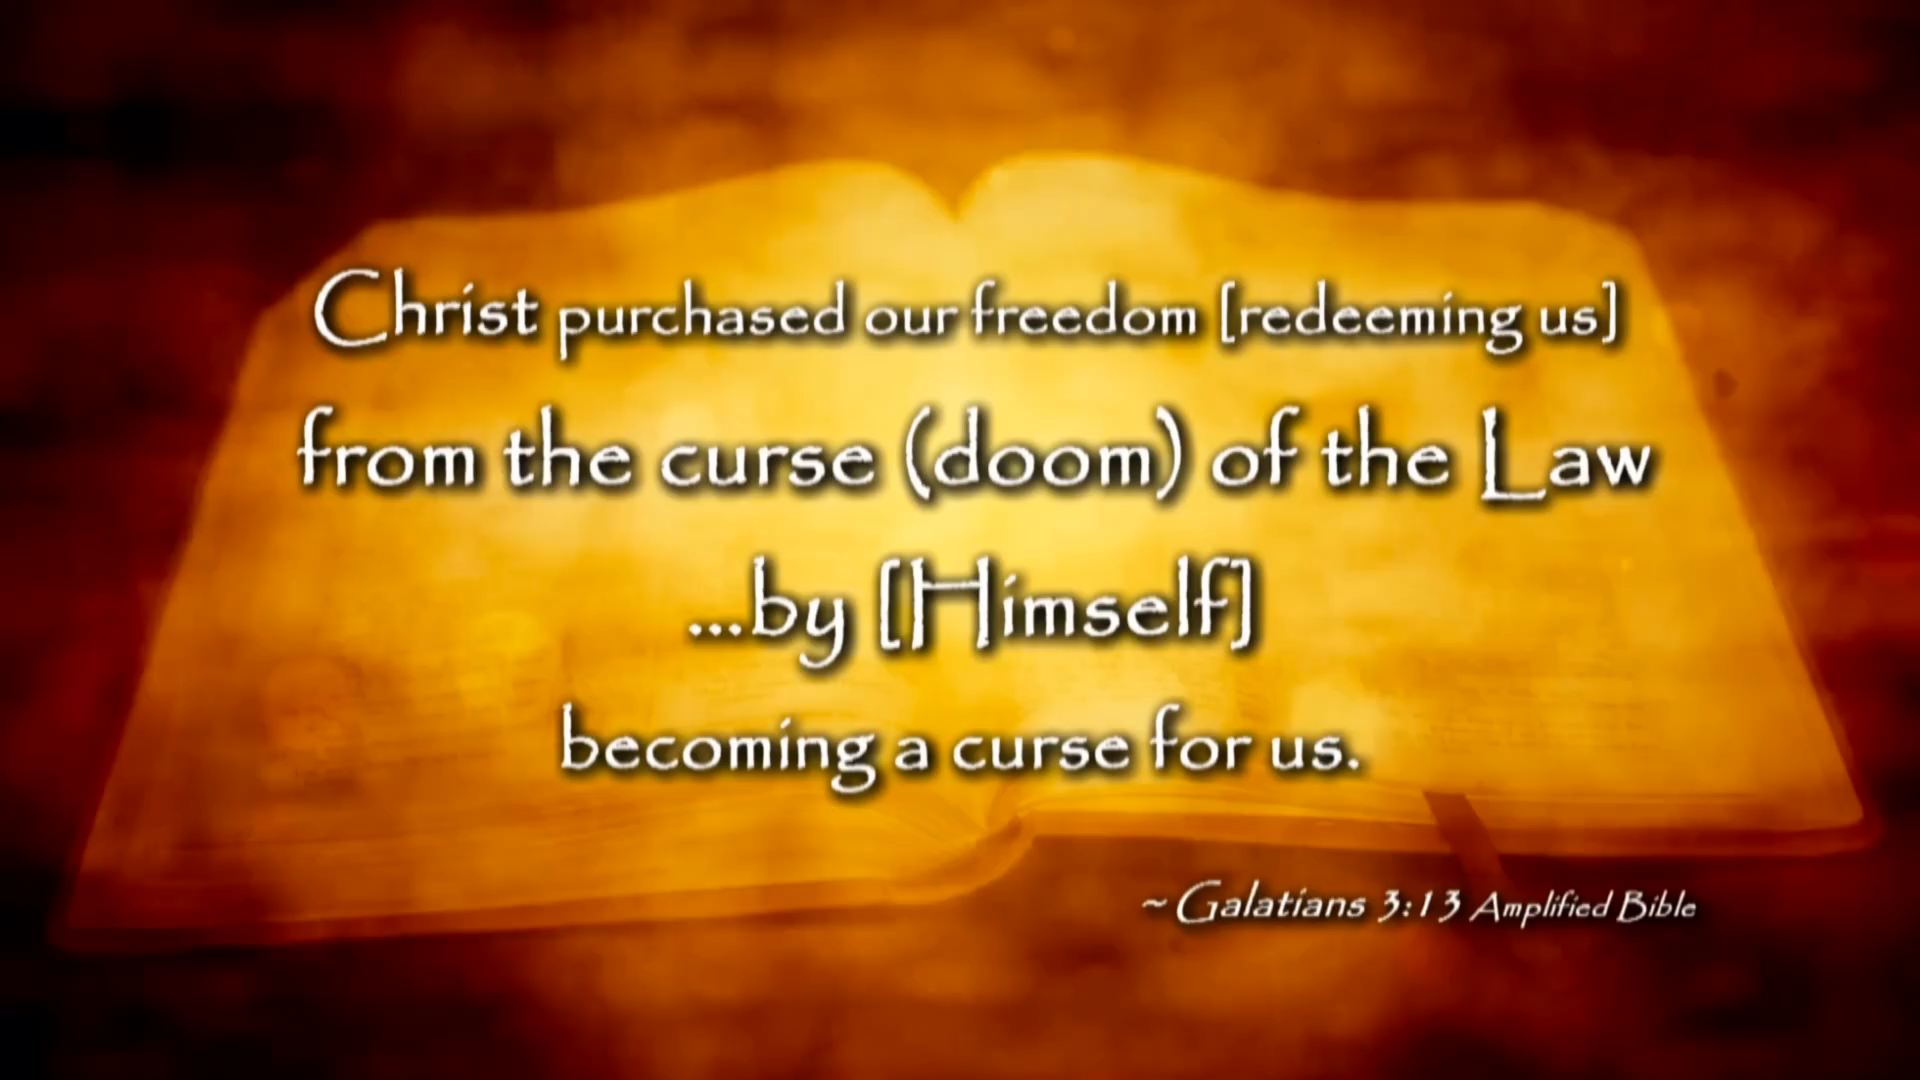 Christ purchased our freedom [redeeming us]
from the curse (doom) of the Law
...by [Himself]
becoming a curse for us.
~ Galatians 3:13 Amplified Bible